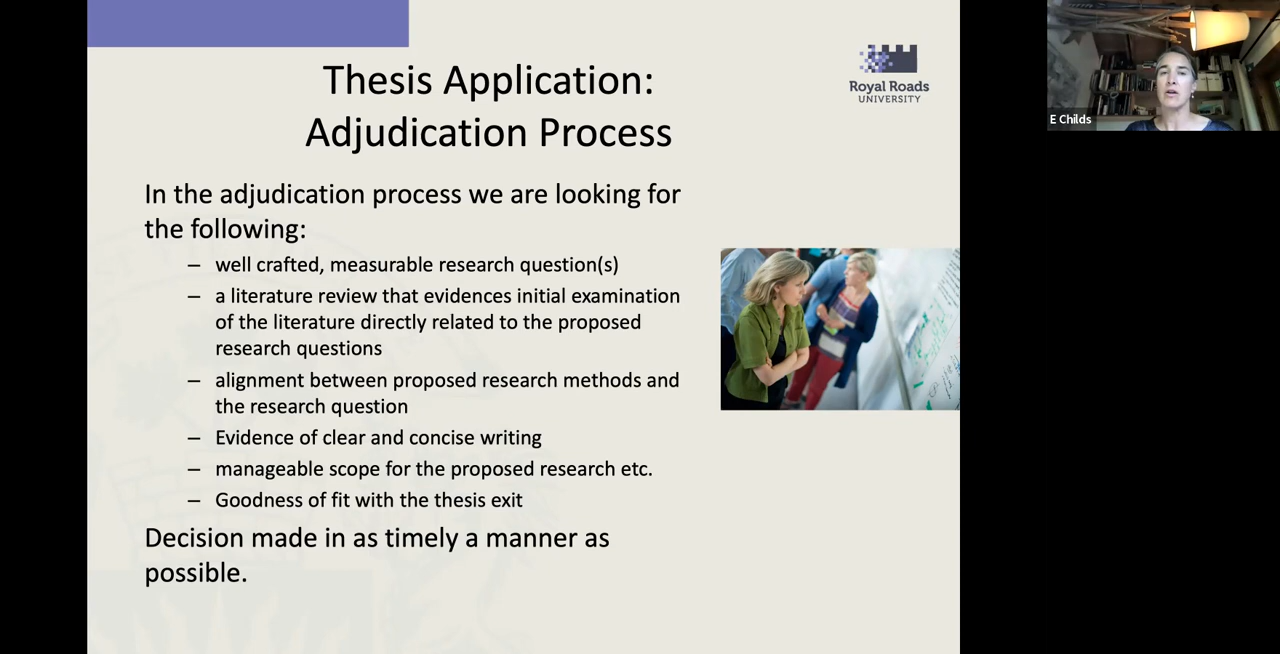 Thesis Application:
Adjudication Process
Royal Roads
UNIVERSITY
E Childs
In the adjudication process we are looking for
the following:
– well crafted, measurable research question(s)
– a literature review that evidences initial examination
of the literature directly related to the proposed
research questions
– alignment between proposed research methods and
the research question
– Evidence of clear and concise writing
– manageable scope for the proposed research etc.
– Goodness of fit with the thesis exit
Decision made in as timely a manner as
possible.